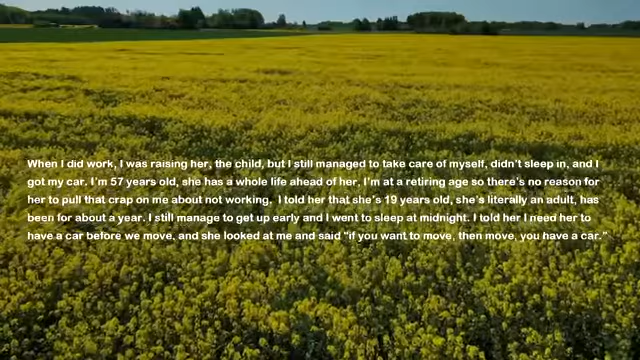 When I did work, I was raising her, the child, but I still managed to take care of myself, didn't sleep in, and I
got my car. I'm 57 years old, she has a whole life ahead of her, I'm at a retiring age so there's no reason for
her to pull that crap on me about not working.  I told her that she's 19 years old, she's literally an adult, has
been for about a year. I still manage to get up early and I went to sleep at midnight. I told her I need her to
have a car before we move, and she looked at me and said "if you want to move, then move, you have a car."